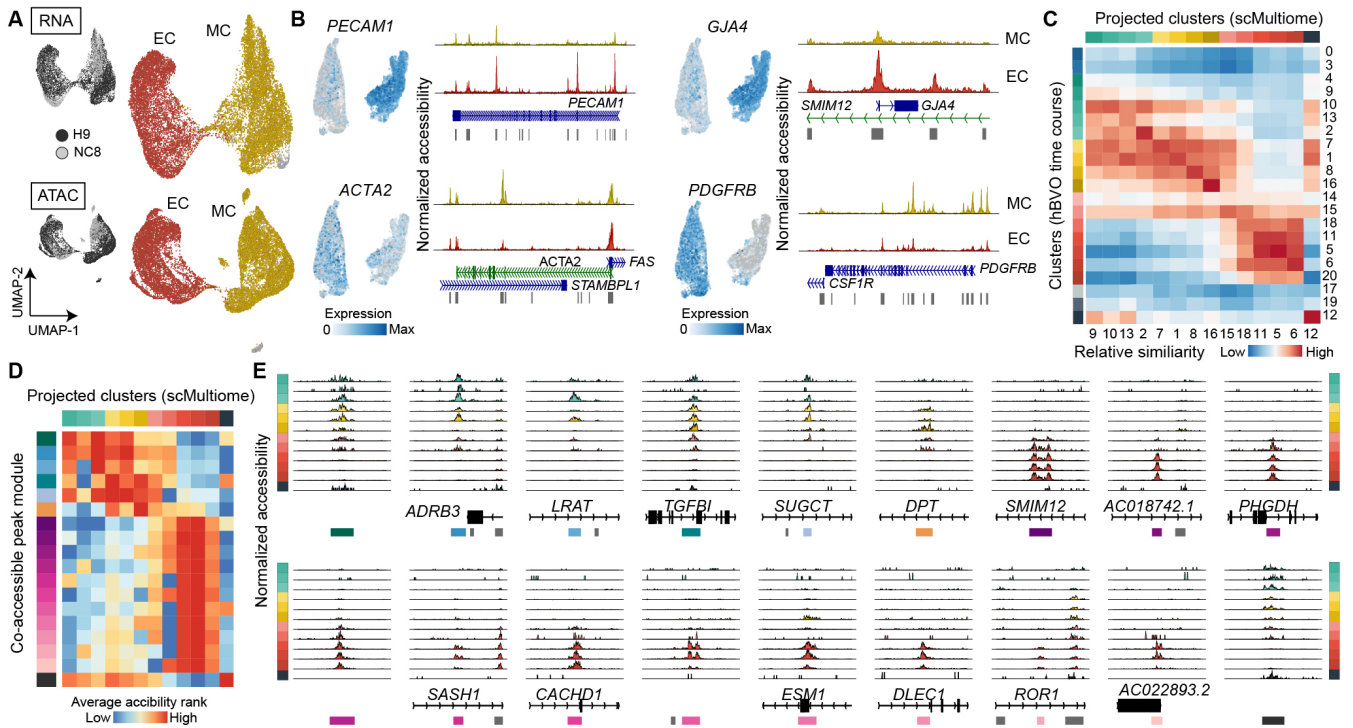 A
RNA
EC
MC
H9
NC8
ATAC
EC
MC
UMAP-2
UMAP-1
B
PECAM1
Normalized accessibility
PECAM1
ACTA2
ACTA2
FAS
STAMBPL1
Expression
0 Max
GJA4
Normalized accessibility
MC
EC
SMIM12
GJA4
PDGFRB
MC
EC
PDGFRB
CSF1R
Expression
0 Max
C
Projected clusters (scMultiome)
Clusters (hBVO time course)
0
3
4
9
10
13
2
7
1
8
16
14
15
18
11
5
6
20
17
19
12
9 10 13 2 7 1 8 16 15 18 11 5 6 12
Relative similiarity Low High
D
Projected clusters (scMultiome)
Co-accessible peak module
Average accibility rank
Low High
E
Normalized accessibility
ADRB3
LRAT
TGFBI
SUGCT
DPT
SMIM12
AC018742.1
PHGDH
SASH1
CACHD1
ESM1
DLEC1
ROR1
AC022893.2